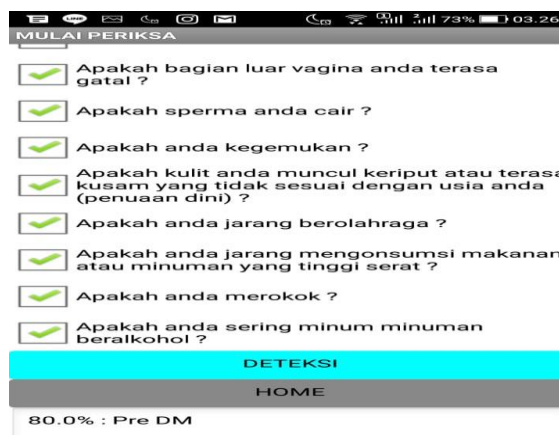 73% 03.26
MULAI PERIKSA
Apakah bagian luar vagina anda terasa
gatal ?
Apakah sperma anda cair ?
Apakah anda kegemukan ?
Apakah kulit anda muncul keriput atau terasa
kusam yang tidak sesuai dengan usia anda
(penuaan dini) ?
Apakah anda jarang berolahraga ?
Apakah anda jarang mengonsumsi makanan
atau minuman yang tinggi serat ?
Apakah anda merokok ?
Apakah anda sering minum minuman
beralkohol ?
DETEKSI
HOME
80.0% : Pre DM